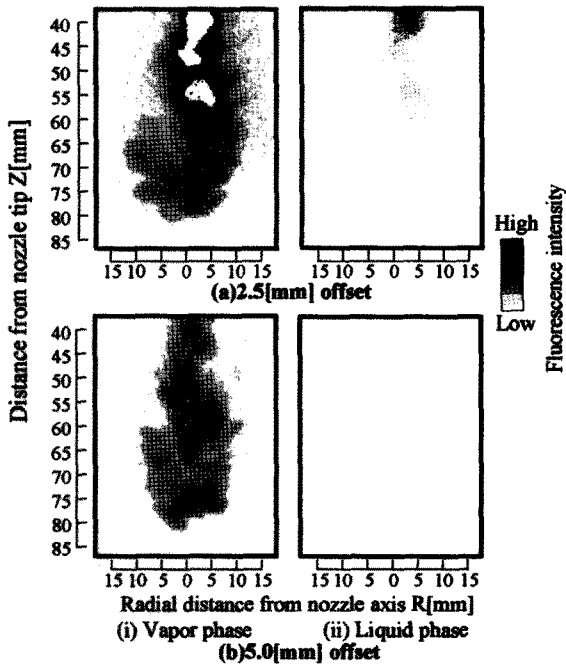 40
45
50
55
60
65
70
75
80
85
15 10 5 0 5 10 15
15 10 5 0 5 10 15
(a)2.5[mm] offset
Distance from nozzle tip Z[mm]
High
Low
Fluorescence intensity
40
45
50
55
60
65
70
75
80
85
15 10 5 0 5 10 15
15 10 5 0 5 10 15
Radial distance from nozzle axis R[mm]
(i) Vapor phase (ii) Liquid phase
(b)5.0[mm] offset